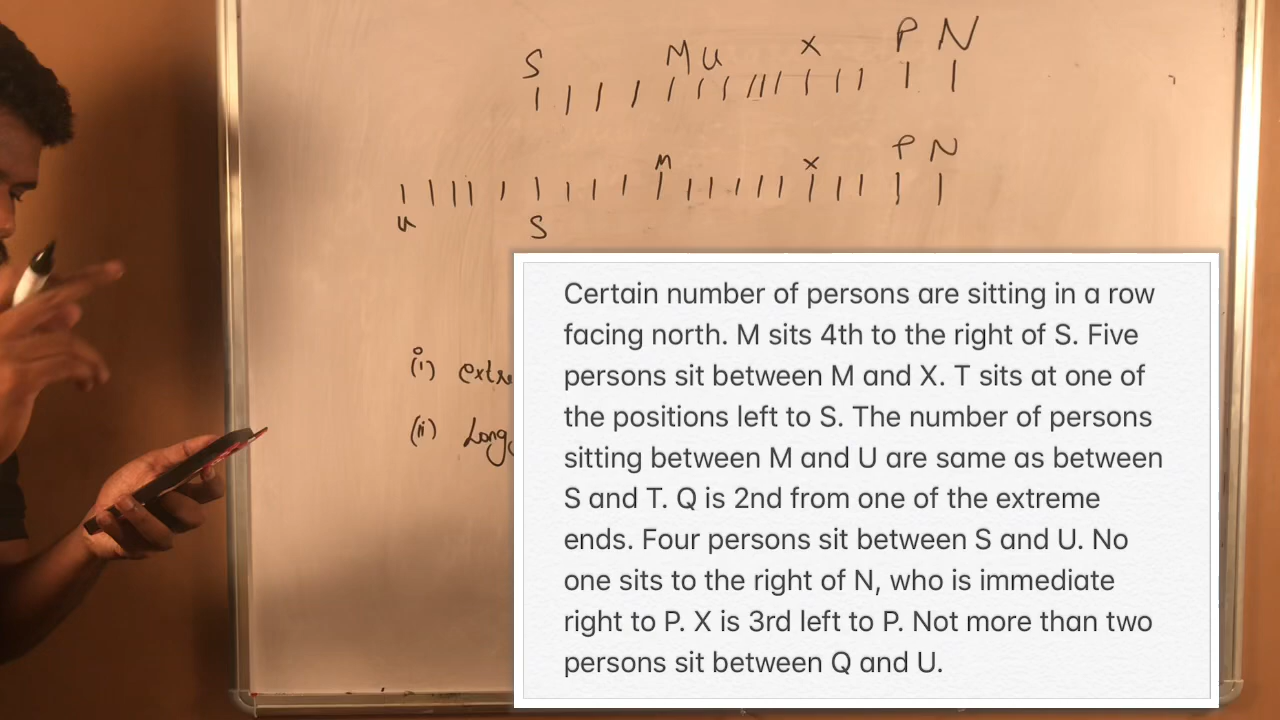 S M U X P N
M X P N
U S
(i) extre
(ii) Long
Certain number of persons are sitting in a row
facing north. M sits 4th to the right of S. Five
persons sit between M and X. T sits at one of
the positions left to S. The number of persons
sitting between M and U are same as between
S and T. Q is 2nd from one of the extreme
ends. Four persons sit between S and U. No
one sits to the right of N, who is immediate
right to P. X is 3rd left to P. Not more than two
persons sit between Q and U.